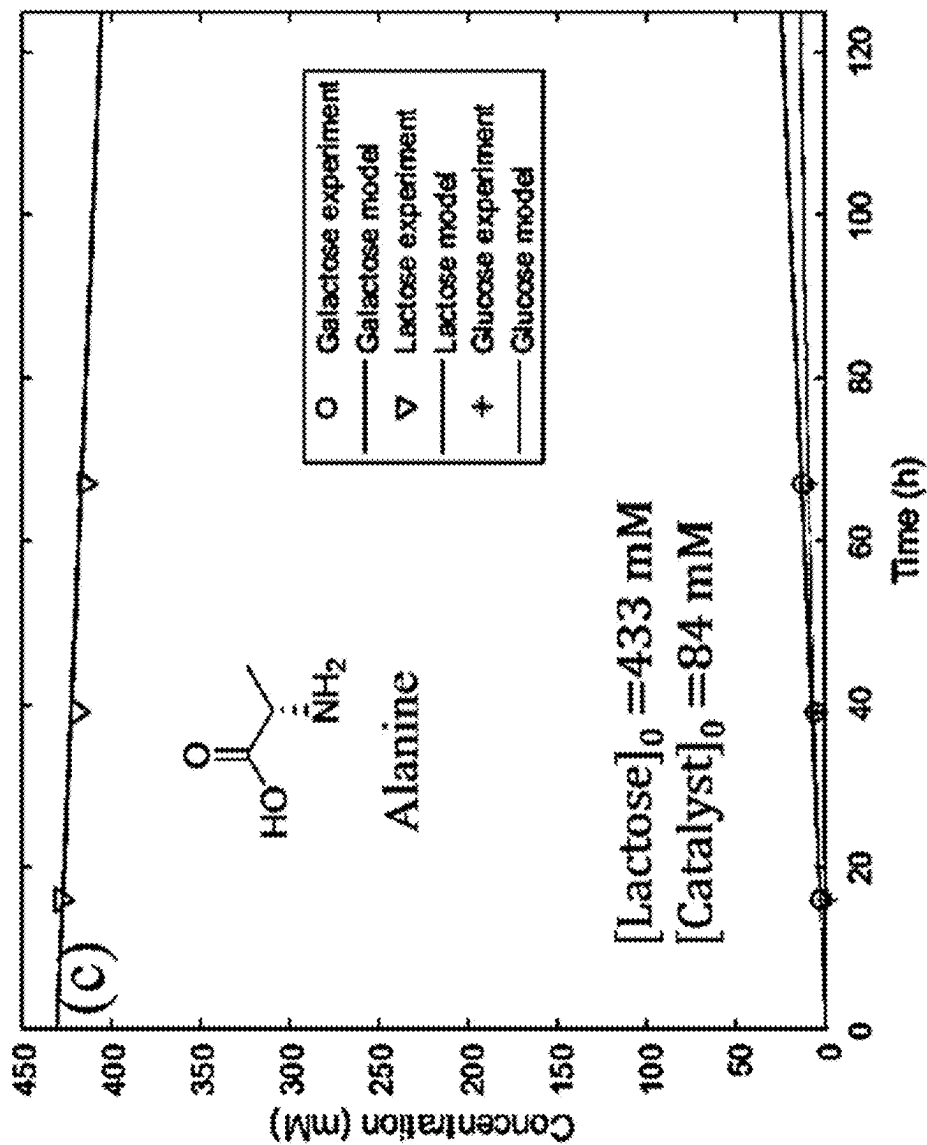 (c)
450
400
350
300
250
200
150
100
50
0
Concentration (mM)
O
HO
NH2
Alanine
[Lactose]0 =433 mM
[Catalyst]0 =84 mM
Galactose experiment
Galactose model
Lactose experiment
Lactose model
Glucose experiment
Glucose model
0 20 40 60 80 100 120
Time (h)